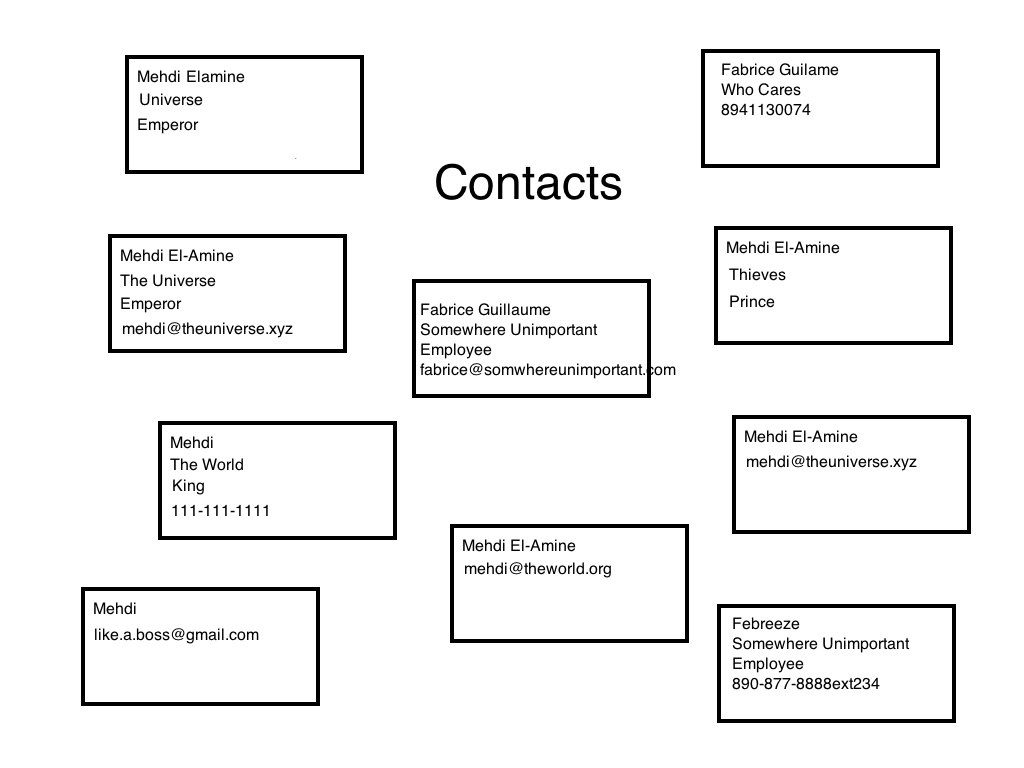 Contacts
Mehdi Elamine
Universe
Emperor
Fabrice Guilame
Who Cares
8941130074
Mehdi El-Amine
The Universe
Emperor
mehdi@theuniverse.xyz
Fabrice Guillaume
Somewhere Unimportant
Employee
fabrice@somwhereunimportant.com
Mehdi El-Amine
Thieves
Prince
Mehdi
The World
King
111-111-1111
Mehdi El-Amine
mehdi@theuniverse.xyz
Mehdi El-Amine
mehdi@theworld.org
Mehdi
like.a.boss@gmail.com
Febreeze
Somewhere Unimportant
Employee
890-877-8888ext234